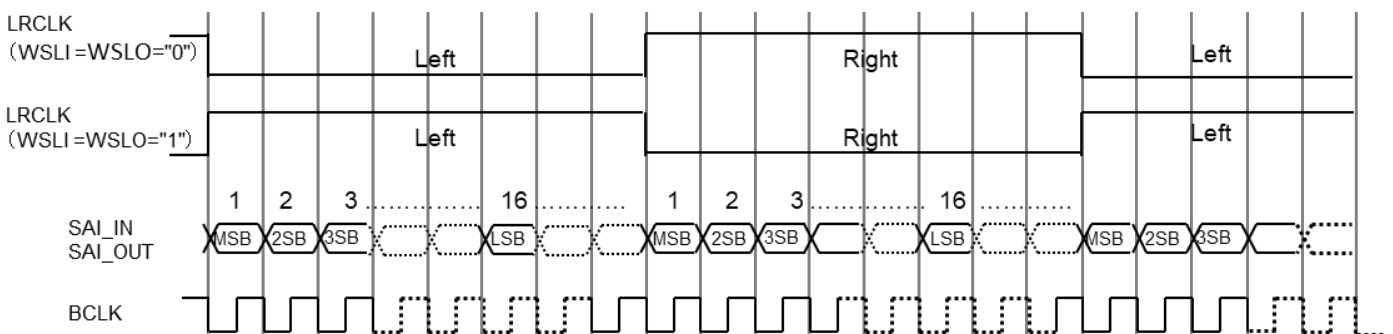 LRCLK
（WSLI =WSLO="0"）
Left Right Left
LRCLK
（WSLI =WSLO="1"）
Left Right Left
1 2 3 ................... 16 ............... 1 2 3 ................... 16 ...............
SAI_IN
SAI_OUT
MSB 2SB 3SB LSB MSB 2SB 3SB LSB MSB 2SB 3SB
BCLK